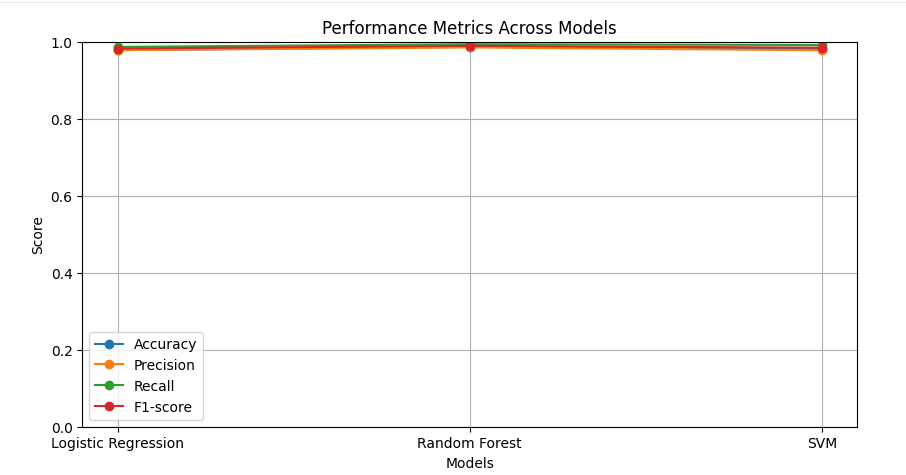 Performance Metrics Across Models
1.0
0.8
0.6
0.4
0.2
0.0
Score
Accuracy
Precision
Recall
F1-score
Logistic Regression
Random Forest
SVM
Models